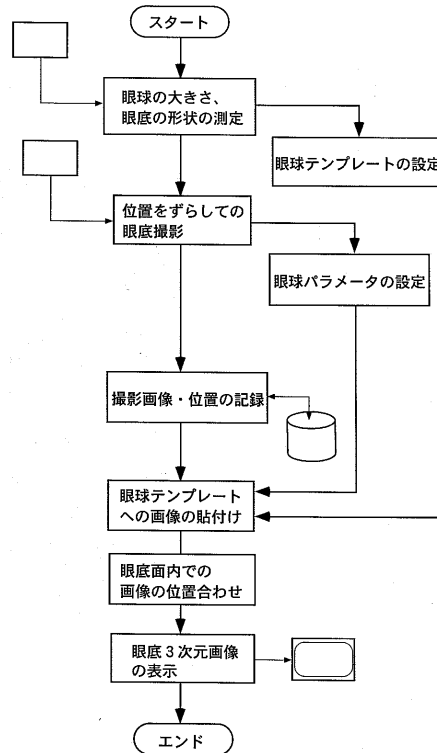 スタート
眼球の大きさ、
眼底の形状の測定
眼球テンプレートの設定
位置をずらしての
眼底撮影
眼球パラメータの設定
撮影画像・位置の記録
眼球テンプレート
への画像の貼付け
眼底面内での
画像の位置合わせ
眼底3次元画像
の表示
エンド